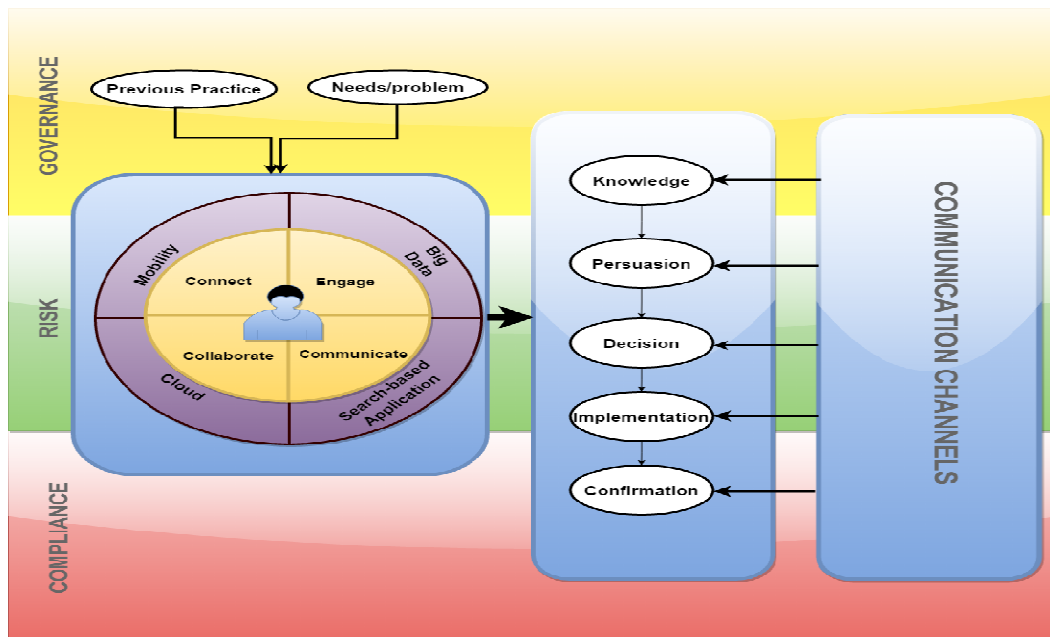 GOVERNANCE
RISK
COMPLIANCE
Previous Practice
Needs/problem
Mobility
Big
Data
Connect
Engage
Collaborate
Communicate
Cloud
Search-based
Application
Knowledge
Persuasion
Decision
Implementation
Confirmation
COMMUNICATION CHANNELS